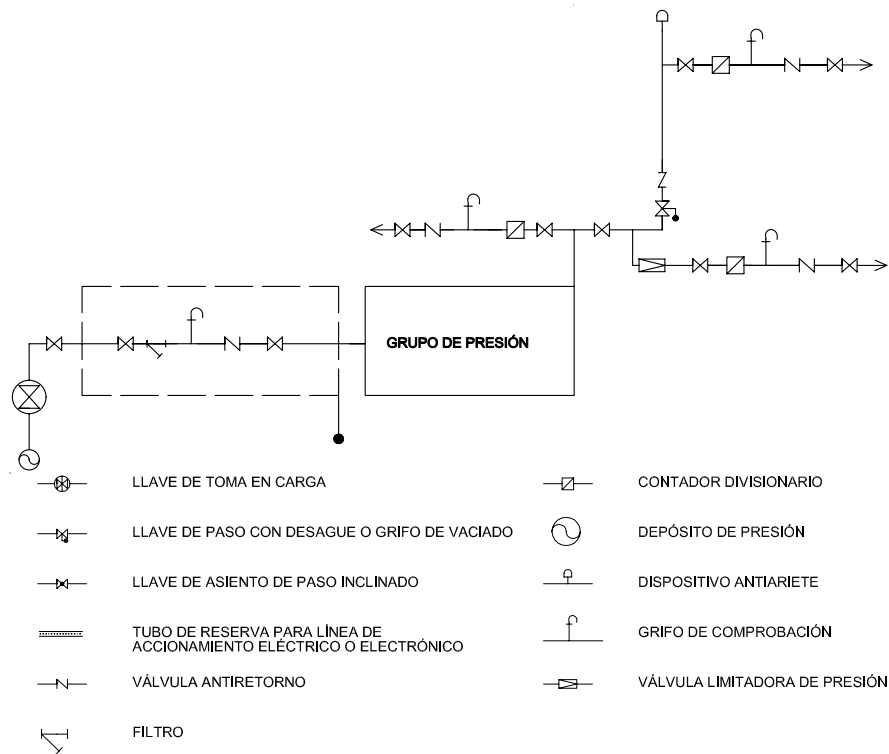 GRUPO DE PRESIÓN
LLAVE DE TOMA EN CARGA
LLAVE DE PASO CON DESAGUE O GRIFO DE VACIADO
LLAVE DE ASIENTO DE PASO INCLINADO
TUBO DE RESERVA PARA LÍNEA DE
ACCIONAMIENTO ELÉCTRICO O ELECTRÓNICO
VÁLVULA ANTIRETORNO
FILTRO
CONTADOR DIVISIONARIO
DEPÓSITO DE PRESIÓN
DISPOSITIVO ANTIARIETE
GRIFO DE COMPROBACIÓN
VÁLVULA LIMITADORA DE PRESIÓN